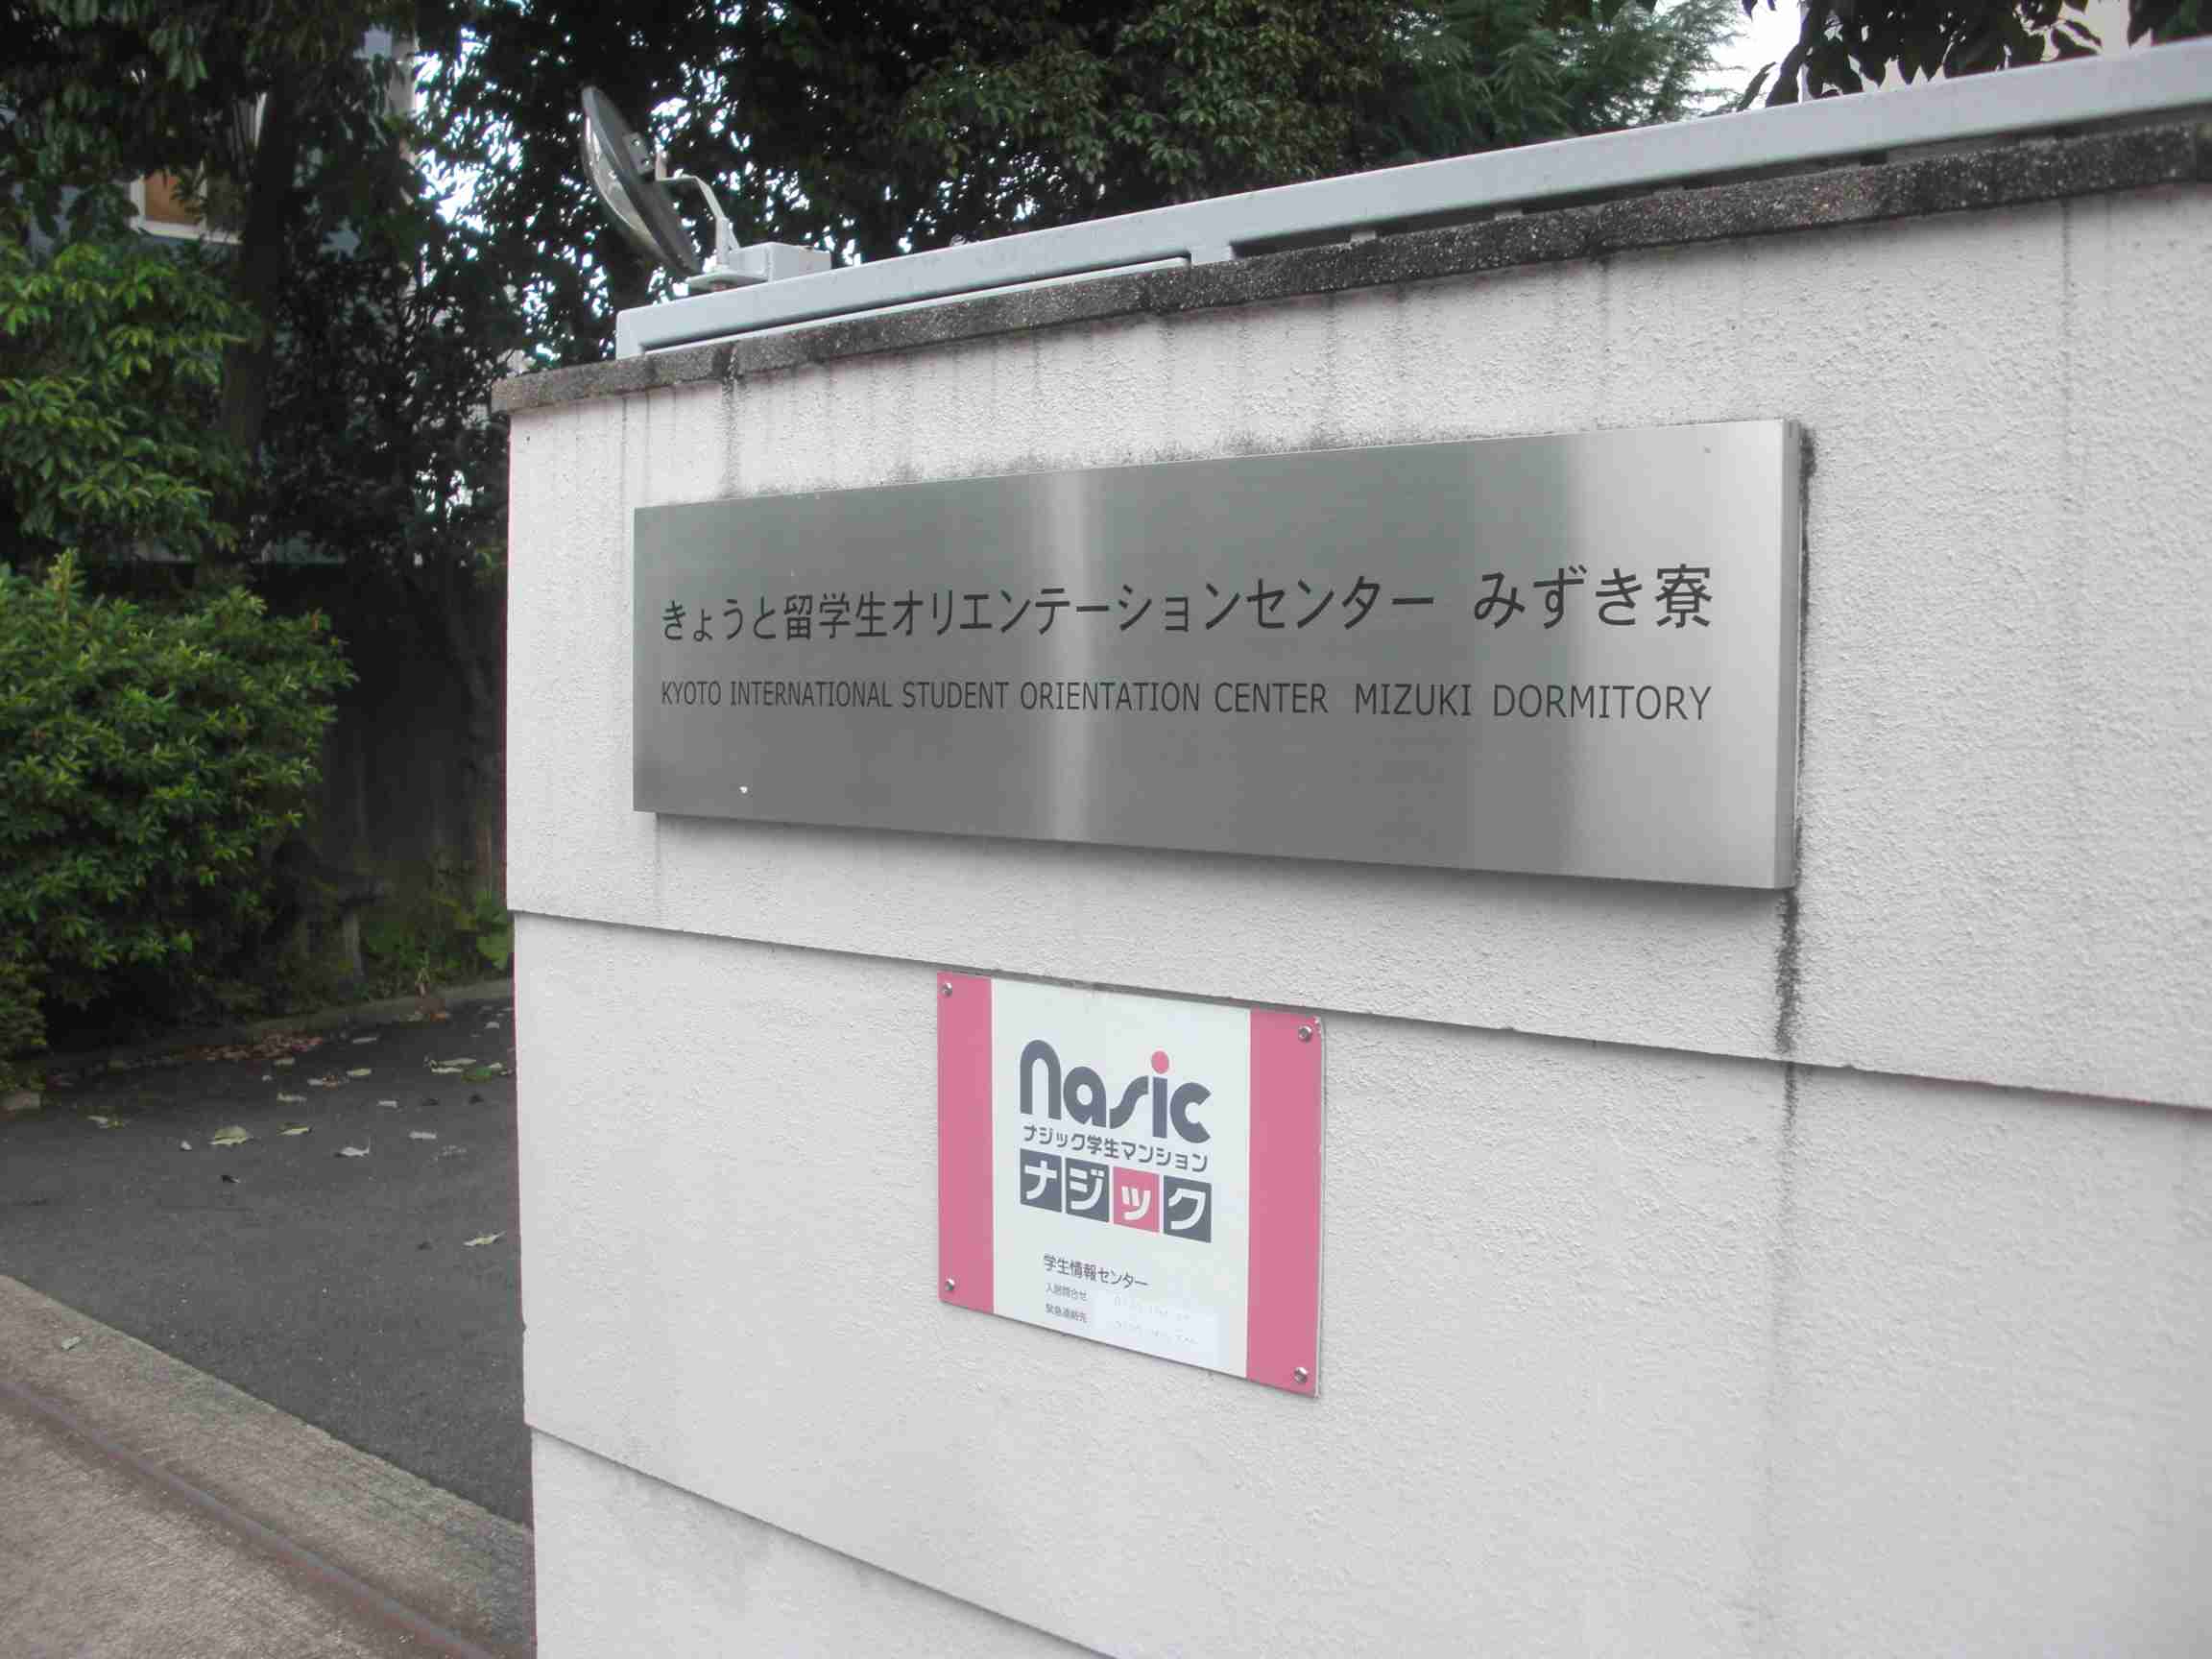 きょうと留学生オリエンテーションセンター みずき寮
KYOTO INTERNATIONAL STUDENT ORIENTATION CENTER MIZUKI DORMITORY
nasic
ナジック学生マンション
ナジック
学生情報センター
入居問合せ
緊急連絡先